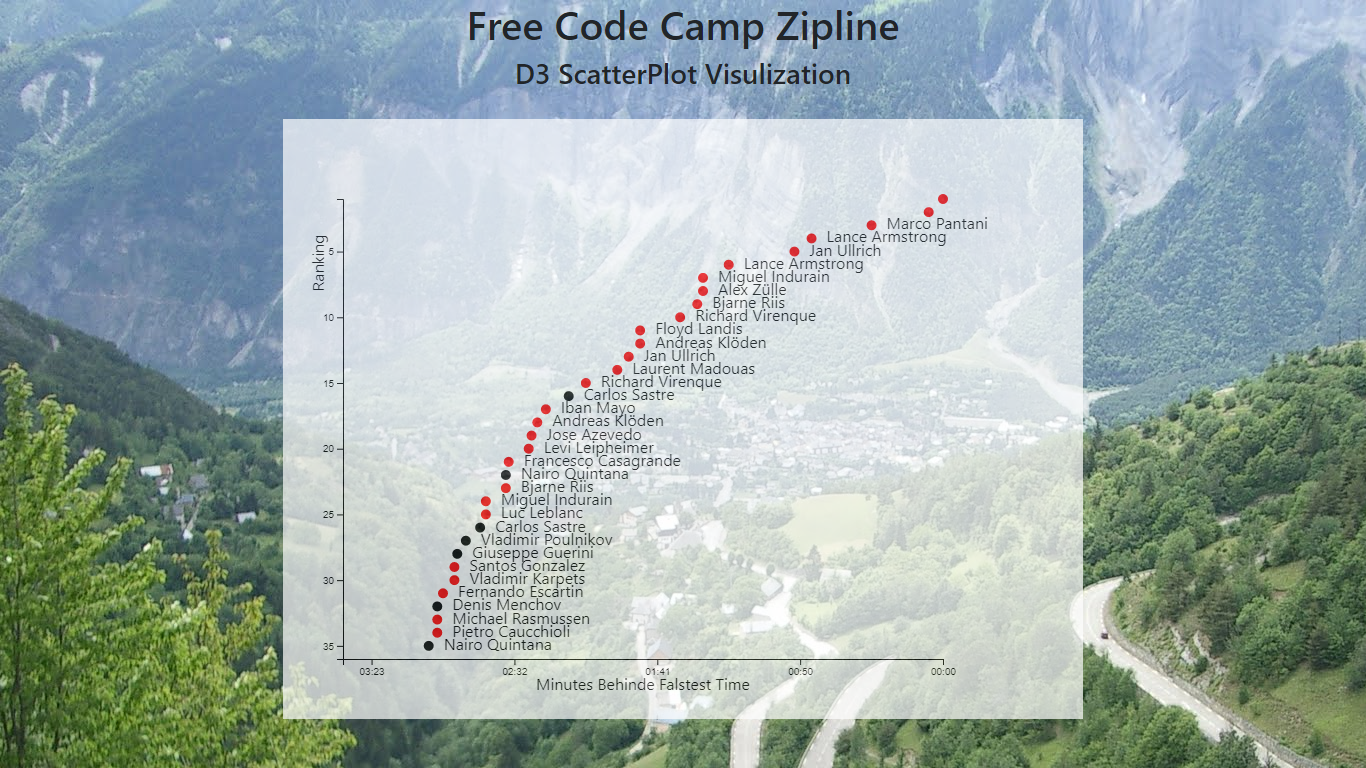 Free Code Camp Zipline
D3 ScatterPlot Visulization
Ranking
Marco Pantani
Lance Armstrong
Jan Ullrich
5
Lance Armstrong
Miguel Indurain
Alex Zülle
Bjarne Riis
Richard Virenque
10
Floyd Landis
Andreas Klöden
Jan Ullrich
Laurent Madouas
Richard Virenque
15
Carlos Sastre
Iban Mayo
Andreas Klöden
Jose Azevedo
Levi Leipheimer
20
Francesco Casagrande
Nairo Quintana
Bjarne Riis
Miguel Indurain
Luc Leblanc
25
Carlos Sastre
Vladimir Poulnikov
Giuseppe Guerini
Santos Gonzalez
Vladimir Karpets
30
Fernando Escartin
Denis Menchov
Michael Rasmussen
Pietro Caucchioli
Nairo Quintana
35
03:23 02:32 01:41 00:50 00:00
Minutes Behinde Falstest Time